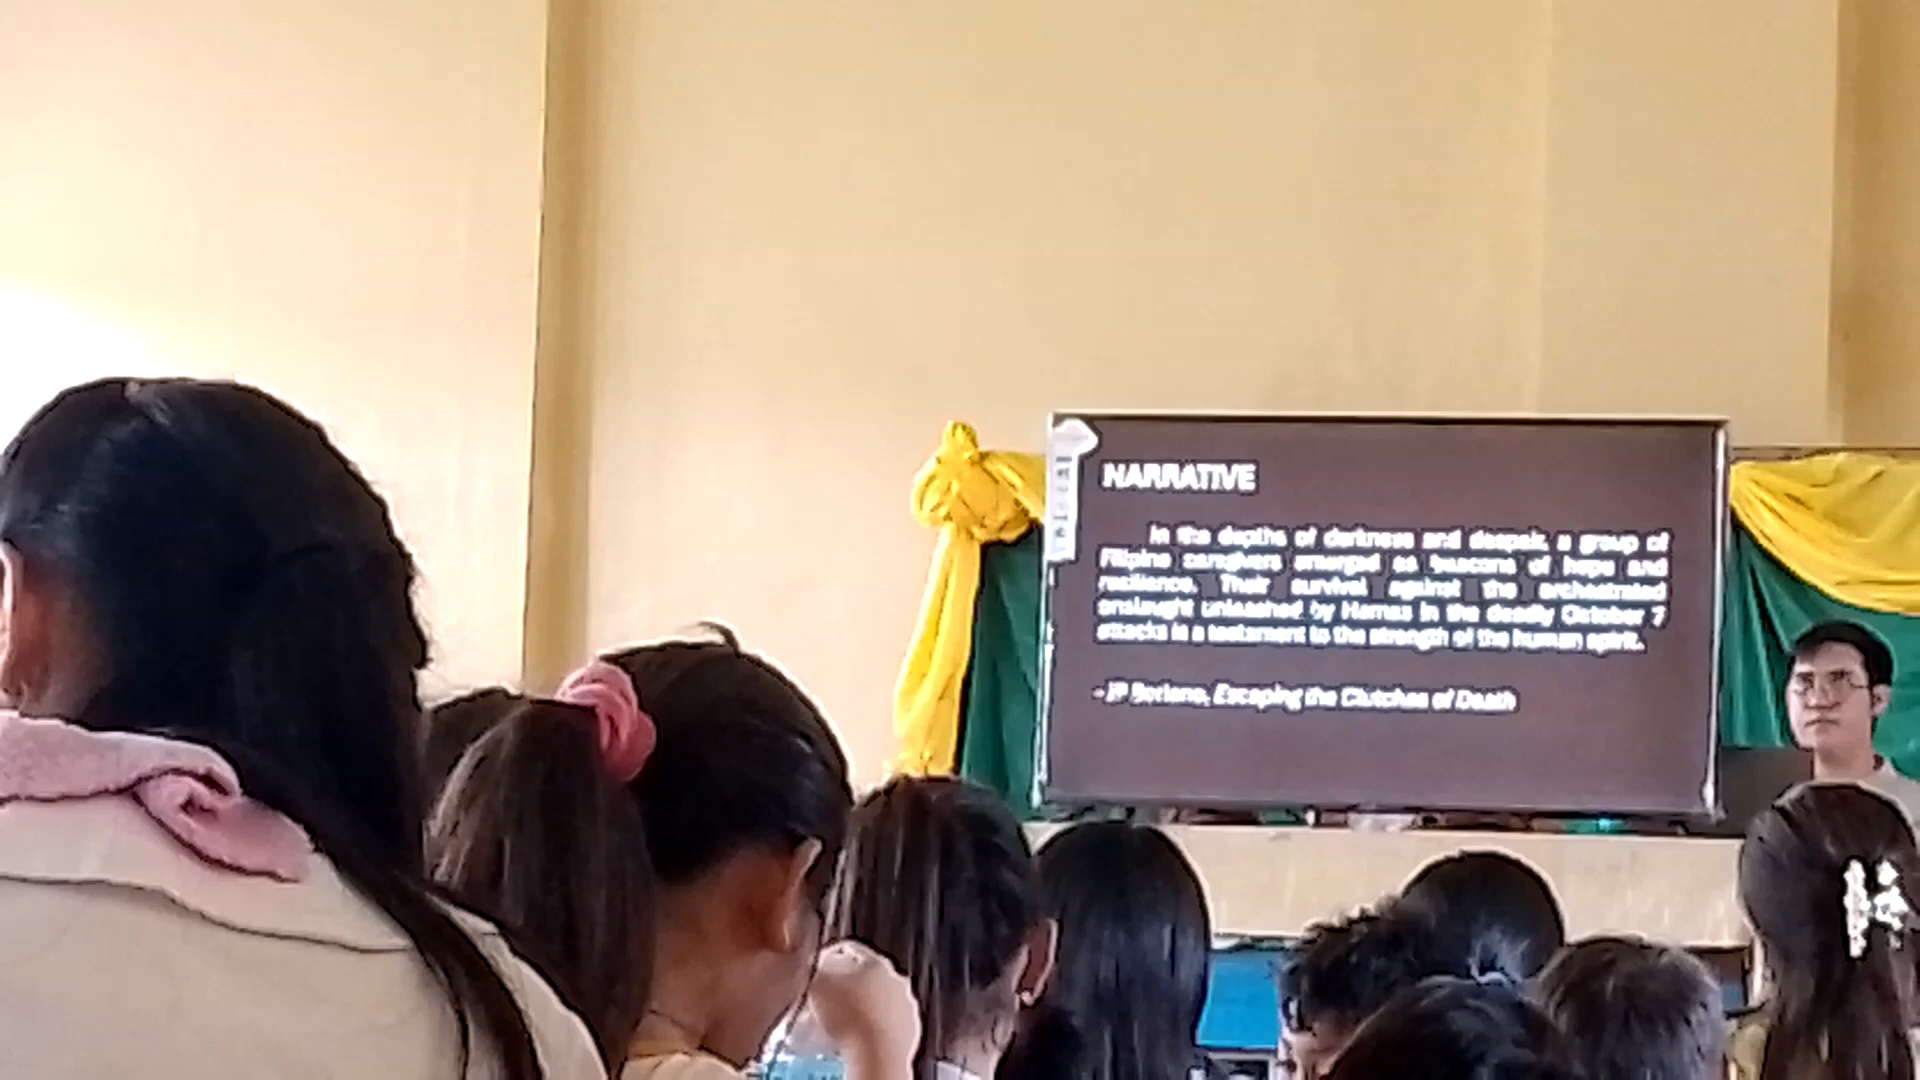 NARRATIVE
In the depths of darkness and despair, a group of
Filipino caregivers emerged as beacons of hope and
resilience. Their survival against the orchestrated
onslaught unleashed by Hamas in the deadly October 7
attacks is a testament to the strength of the human spirit.
- JP Soriano, Escaping the Clutches of Death